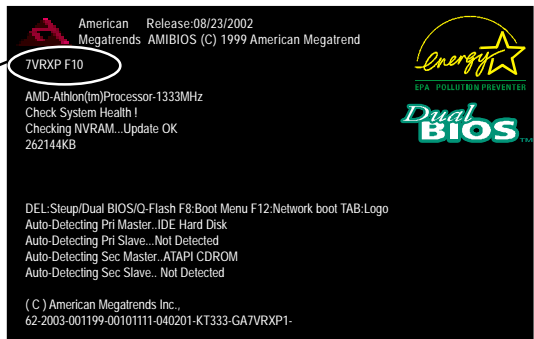 American Release:08/23/2002
Megatrends AMIBIOS (C) 1999 American Megatrend
7VRXP F10
energy
EPA POLLUTION PREVENTER
AMD-Athlon(tm)Processor-1333MHz
Check System Health !
Checking NVRAM...Update OK
262144KB
Dual
BIOS TM
DEL:Steup/Dual BIOS/Q-Flash F8:Boot Menu F12:Network boot TAB:Logo
Auto-Detecting Pri Master..IDE Hard Disk
Auto-Detecting Pri Slave...Not Detected
Auto-Detecting Sec Master..ATAPI CDROM
Auto-Detecting Sec Slave.. Not Detected
( C ) American Megatrends Inc.,
62-2003-001199-00101111-040201-KT333-GA7VRXP1-